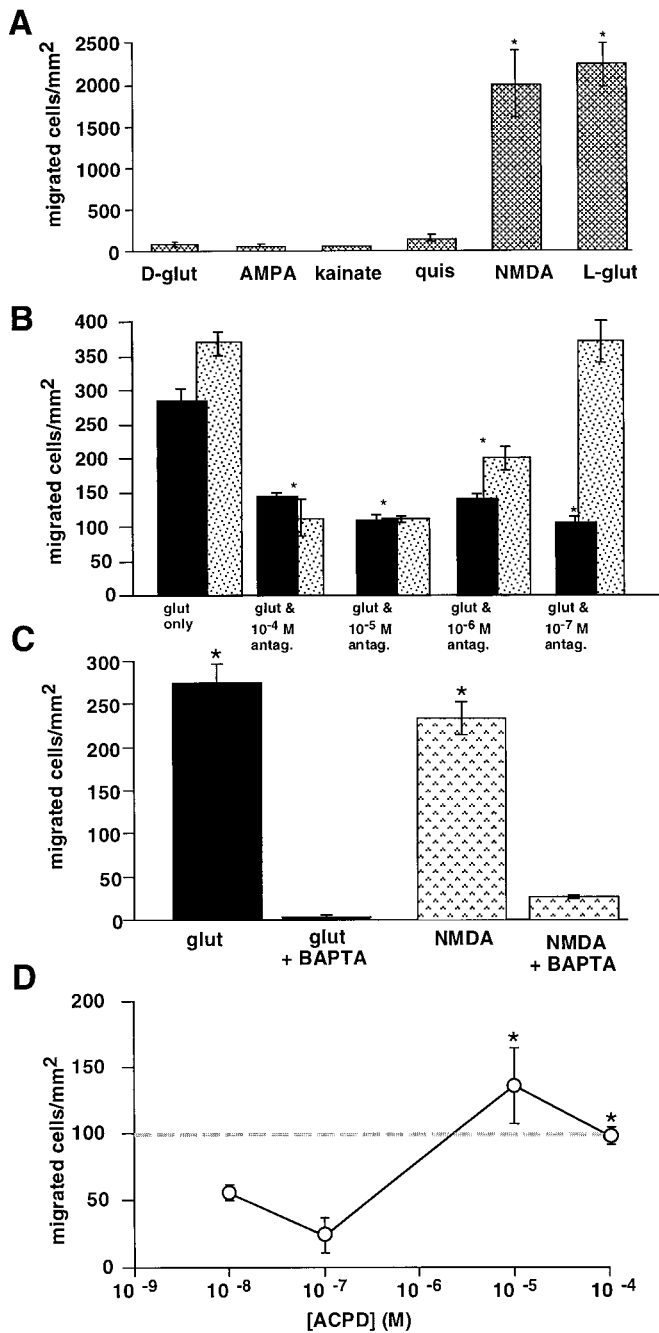 A
migrated cells/mm2
2500
2000
1500
1000
500
0
* *
D-glut AMPA kainate quis NMDA L-glut
B
migrated cells/mm2
400
350
300
250
200
150
100
50
0
* * * *
glut only
glut & 10-4 M antag.
glut & 10-5 M antag.
glut & 10-6 M antag.
glut & 10-7 M antag.
C
migrated cells/mm2
300
250
200
150
100
50
0
* *
glut
glut + BAPTA
NMDA
NMDA + BAPTA
D
migrated cells/mm2
200
150
100
50
0
* *
10-9 10-8 10-7 10-6 10-5 10-4
[ACPD] (M)